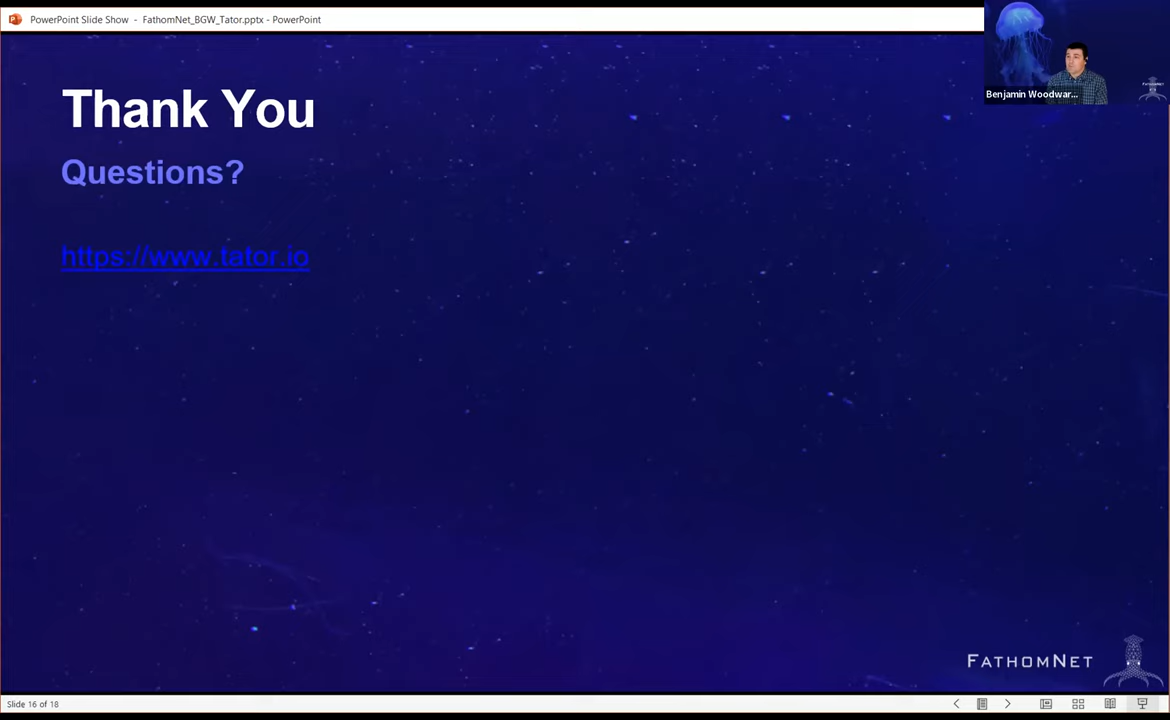 PowerPoint Slide Show - FathomNet_BGW_Tator.pptx - PowerPoint
Benjamin Woodwar...
Thank You
Questions?
https://www.tator.io
FATHOMNET
Slide 16 of 18